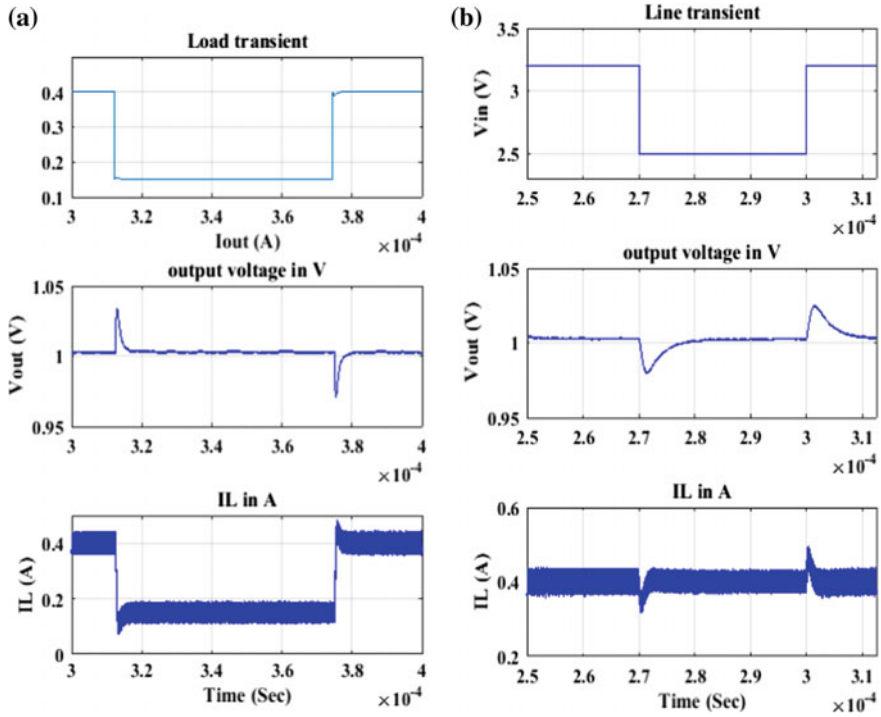 (a)
Load transient
0.4
0.3
0.2
0.1
3 3.2 3.4 3.6 3.8 4
Iout (A) ×10⁻⁴
output voltage in V
Vout (V)
1.05
1
0.95
3 3.2 3.4 3.6 3.8 4
×10⁻⁴
IL in A
IL (A)
0.4
0.2
0
3 3.2 3.4 3.6 3.8 4
Time (Sec) ×10⁻⁴
(b)
Line transient
Vin (V)
3.5
3
2.5
2.5 2.6 2.7 2.8 2.9 3 3.1
×10⁻⁴
output voltage in V
Vout (V)
1.05
1
0.95
2.5 2.6 2.7 2.8 2.9 3 3.1
×10⁻⁴
IL in A
IL (A)
0.6
0.4
0.2
2.5 2.6 2.7 2.8 2.9 3 3.1
Time (Sec) ×10⁻⁴